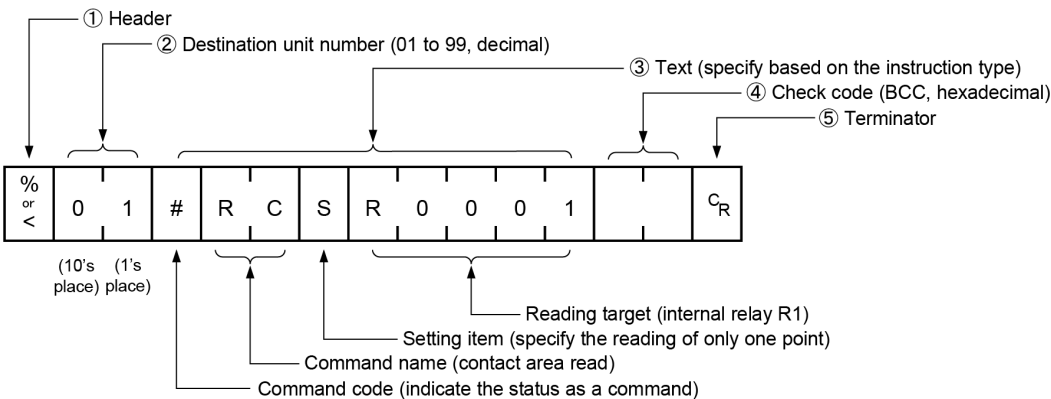 ① Header
② Destination unit number (01 to 99, decimal)
③ Text (specify based on the instruction type)
④ Check code (BCC, hexadecimal)
⑤ Terminator
% or < 0 1 # R C S R 0 0 0 1 CR
(10's place) (1's place)
Reading target (internal relay R1)
Setting item (specify the reading of only one point)
Command name (contact area read)
Command code (indicate the status as a command)